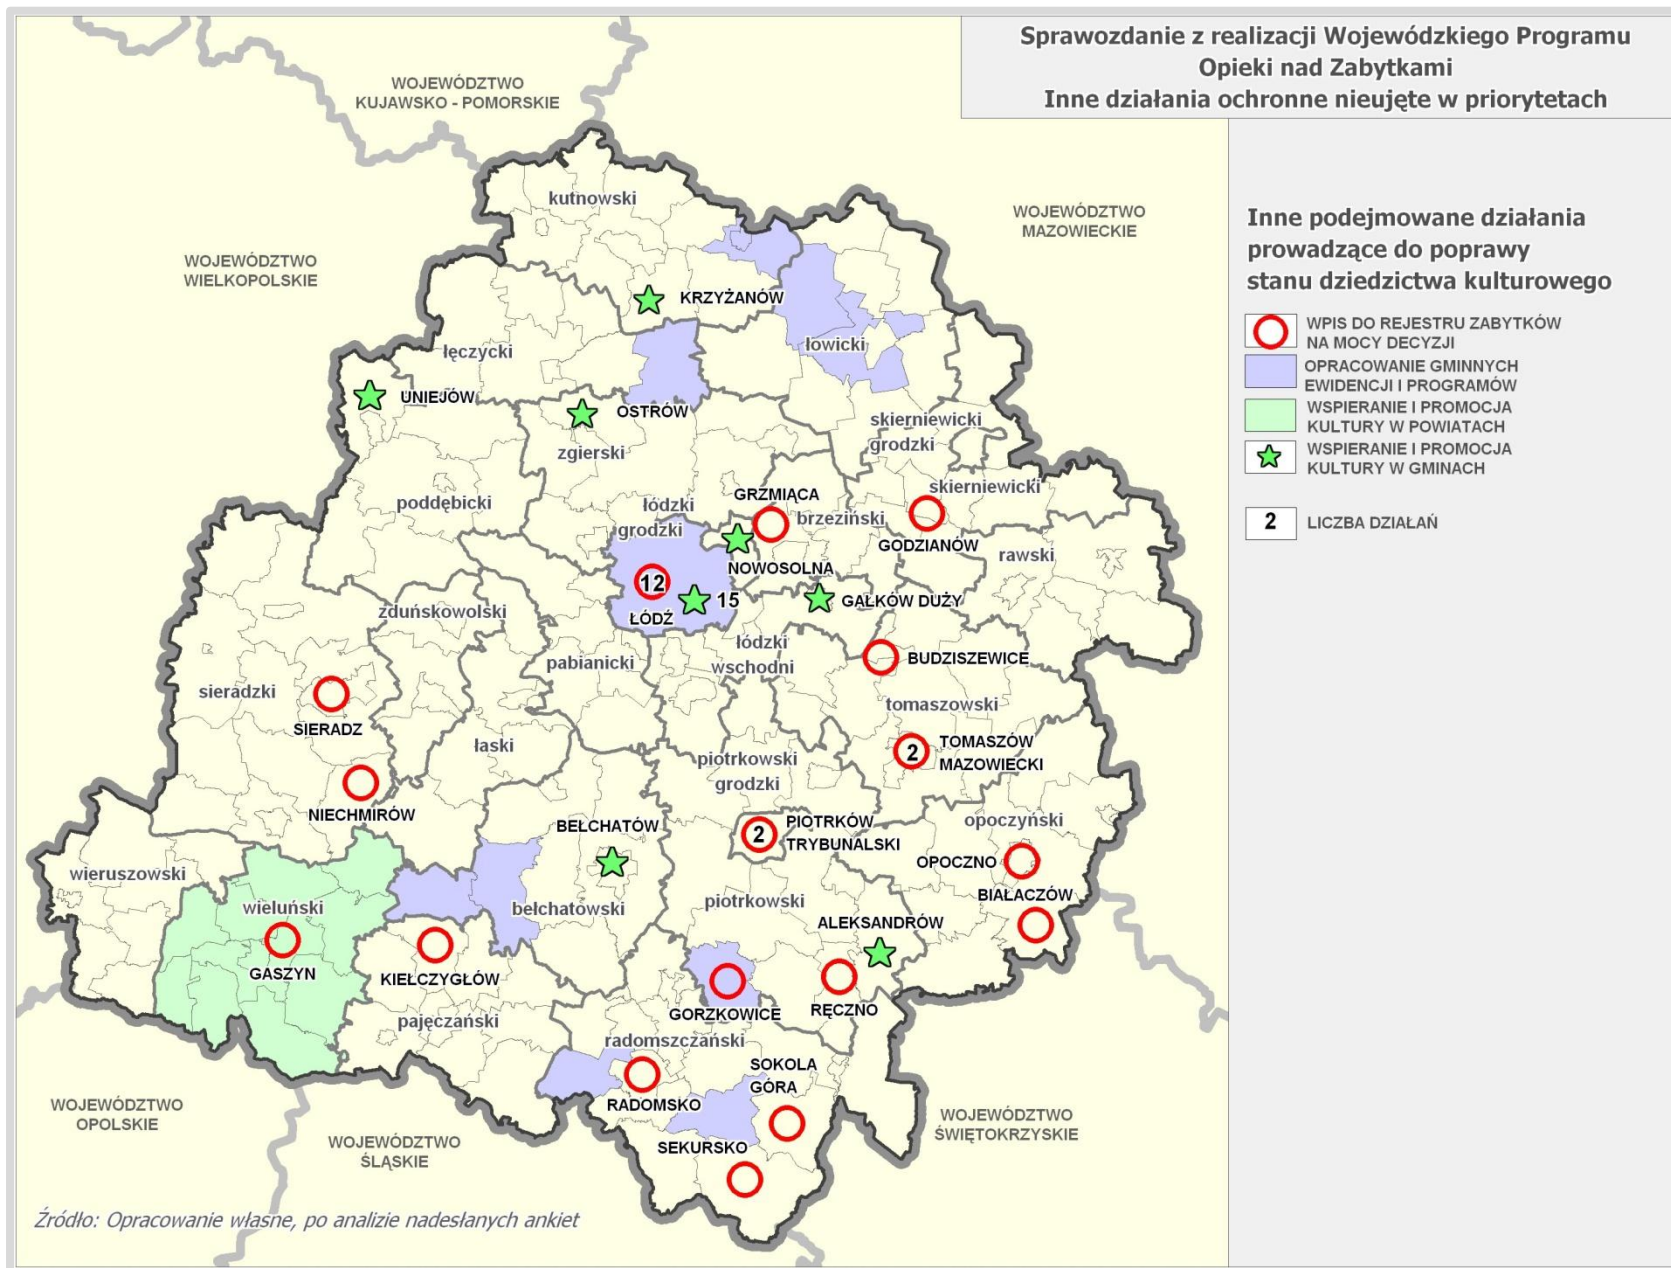 Sprawozdanie z realizacji Wojewódzkiego Programu
Opieki nad Zabytkami
Inne działania ochronne nieujęte w priorytetach
WOJEWÓDZTWO
KUJAWSKO - POMORSKIE
WOJEWÓDZTWO
MAZOWIECKIE
WOJEWÓDZTWO
WIELKOPOLSKIE
kutnowski
KRZYŻANÓW
łęczycki
łowicki
UNIEJÓW
OSTRÓW
zgierski
skierniewicki
grodzki
poddębicki
łódzki
grodzki
GRZMIĄCA
brzeziński
skierniewicki
GODZIANÓW
rawski
NOWOSOLNA
12
15
ŁÓDŹ
GAŁKÓW DUŻY
zduńskowolski
łódzki
wschodni
pabianicki
BUDZISZEWICE
sieradzki
SIERADZ
tomaszowski
łaski
2
TOMASZÓW
MAZOWIECKI
piotrkowski
grodzki
NIECHMIRÓW
BEŁCHATÓW
2
PIOTRKÓW
TRYBUNALSKI
opoczyński
OPOCZNO
wieruszowski
wieluński
bełchatowski
piotrkowski
BIAŁACZÓW
ALEKSANDRÓW
GASZYN
KIEŁCZYGŁÓW
GORZKOWICE
RĘCZNO
pajęczański
radomszczański
SOKOLA
GÓRA
RADOMSKO
SEKURSKO
WOJEWÓDZTWO
OPOLSKIE
WOJEWÓDZTWO
ŚLĄSKIE
WOJEWÓDZTWO
ŚWIĘTOKRZYSKIE
Źródło: Opracowanie własne, po analizie nadesłanych ankiet
Inne podejmowane działania
prowadzące do poprawy
stanu dziedzictwa kulturowego
WPIS DO REJESTRU ZABYTKÓW
NA MOCY DECYZJI
OPRACOWANIE GMINNYCH
EWIDENCJI I PROGRAMÓW
WSPIERANIE I PROMOCJA
KULTURY W POWIATACH
WSPIERANIE I PROMOCJA
KULTURY W GMINACH
2
LICZBA DZIAŁAŃ